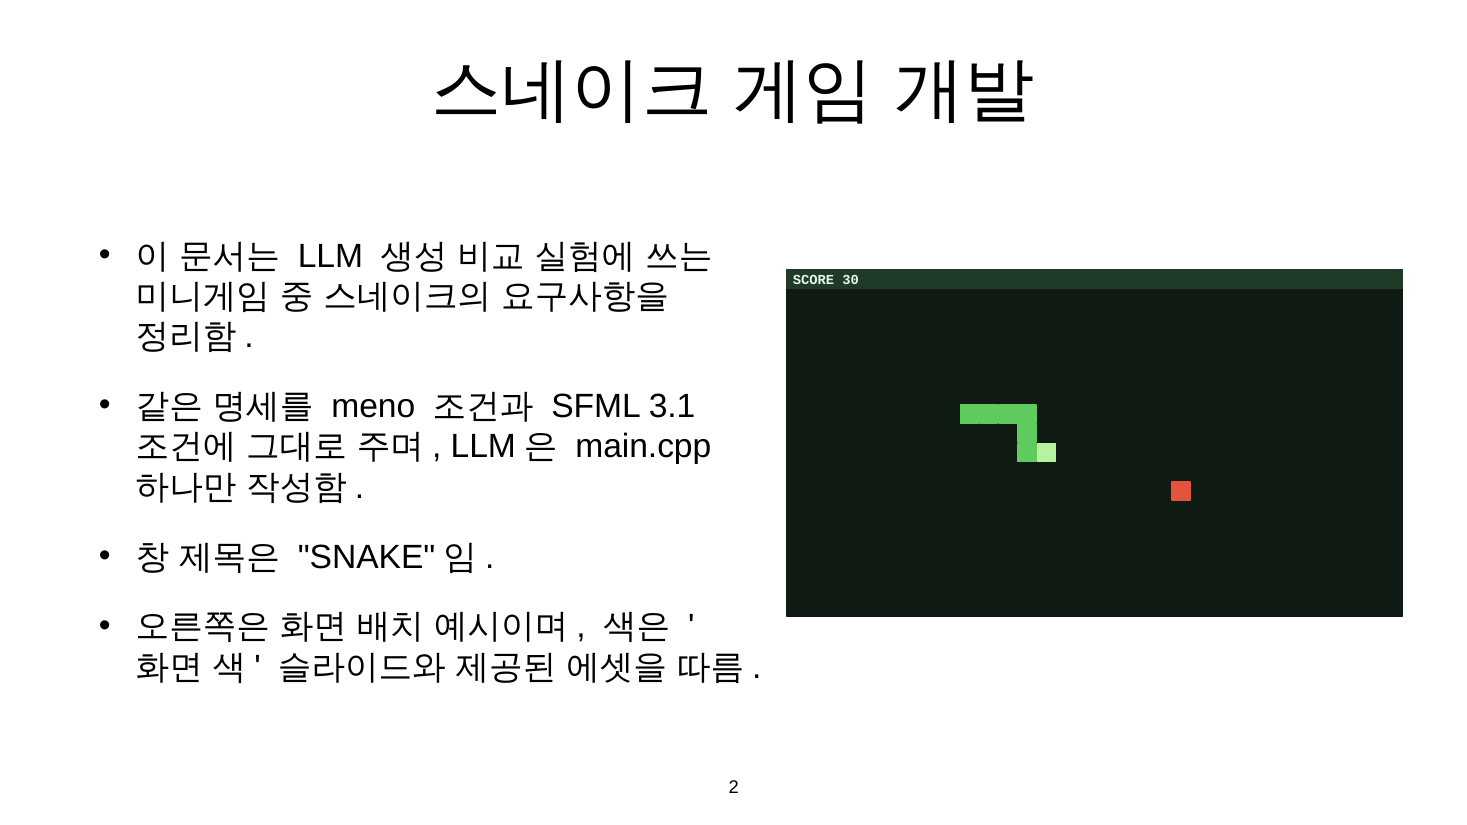 스네이크 게임 개발
• 이 문서는 LLM 생성 비교 실험에 쓰는
미니게임 중 스네이크의 요구사항을
정리함.
• 같은 명세를 meno 조건과 SFML 3.1
조건에 그대로 주며, LLM은 main.cpp
하나만 작성함.
• 창 제목은 "SNAKE"임.
• 오른쪽은 화면 배치 예시이며, 색은 '
화면 색' 슬라이드와 제공된 에셋을 따름.
SCORE 30
2